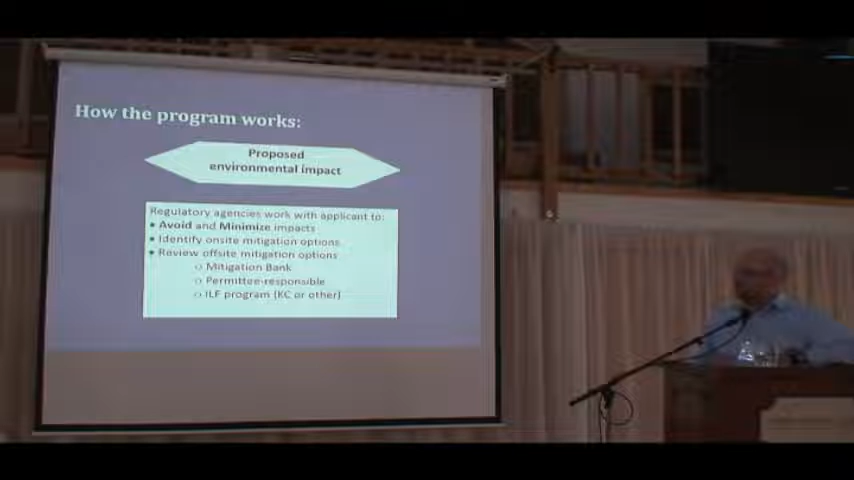 How the program works:
Proposed
environmental impact
Regulatory agencies work with applicant to:
• Avoid and Minimize impacts
• Identify onsite mitigation options
• Review offsite mitigation options
o Mitigation Bank
o Permittee-responsible
o ILF program (KC or other)